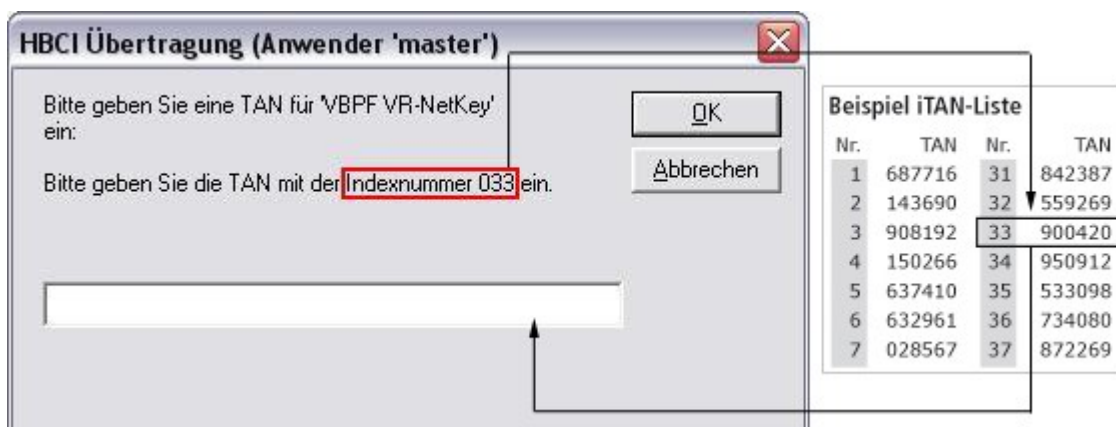 HBCI Übertragung (Anwender 'master')
Bitte geben Sie eine TAN für 'VBPF VR-NetKey'
ein:
Bitte geben Sie die TAN mit der Indexnummer 033 ein.
OK
Abbrechen
Beispiel iTAN-Liste
Nr. TAN Nr. TAN
1 687716 31 842387
2 143690 32 559269
3 908192 33 900420
4 150266 34 950912
5 637410 35 533098
6 632961 36 734080
7 028567 37 872269